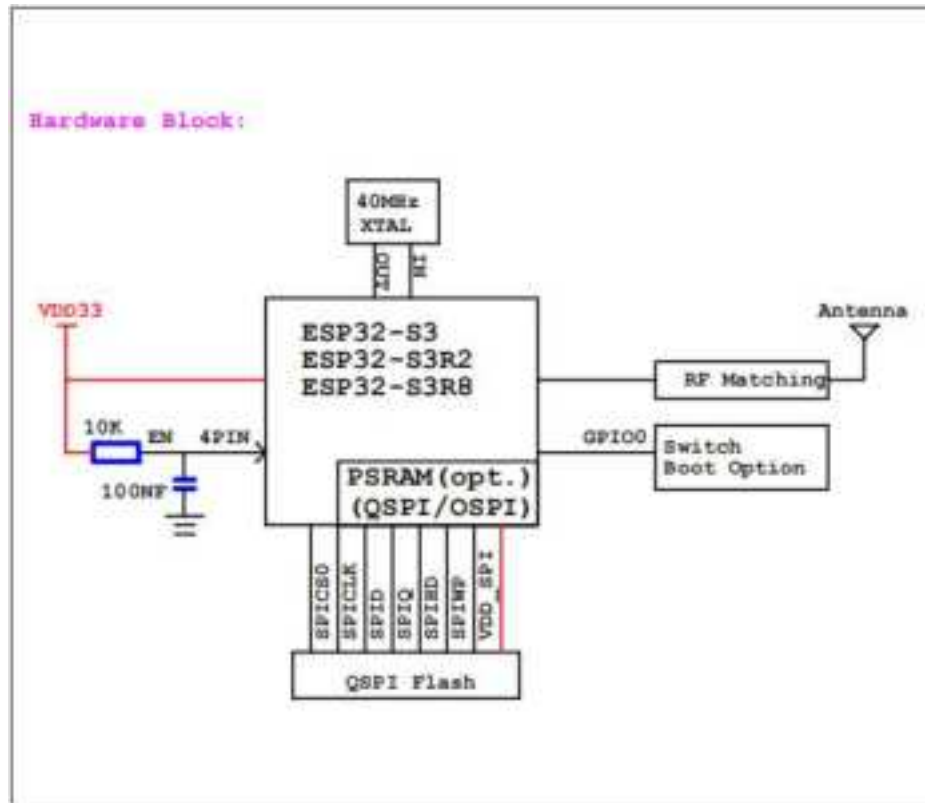 Hardware Block:
40MHz
XTAL
OUT
IN
VDD33
ESP32-S3
ESP32-S3R2
ESP32-S3R8
Antenna
RF Matching
10K
EN
4PIN
100NF
GPIO0
Switch
Boot Option
PSRAM(opt.)
(QSPI/OSPI)
SPICS0
SPICLK
SPID
SPIQ
SPIHD
SPIWP
VDD_SPI
QSPI Flash